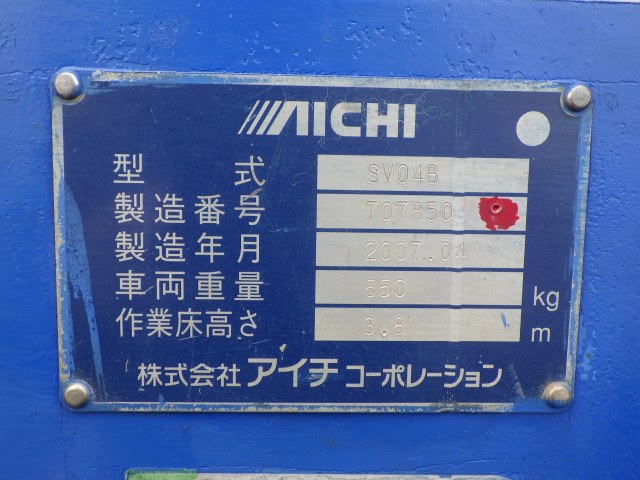 AICHI
型式 SV04B
製造番号 707850
製造年月 2007.04
車両重量 650 kg
作業床高さ 3.6 m
株式会社 アイチ コーポレーション